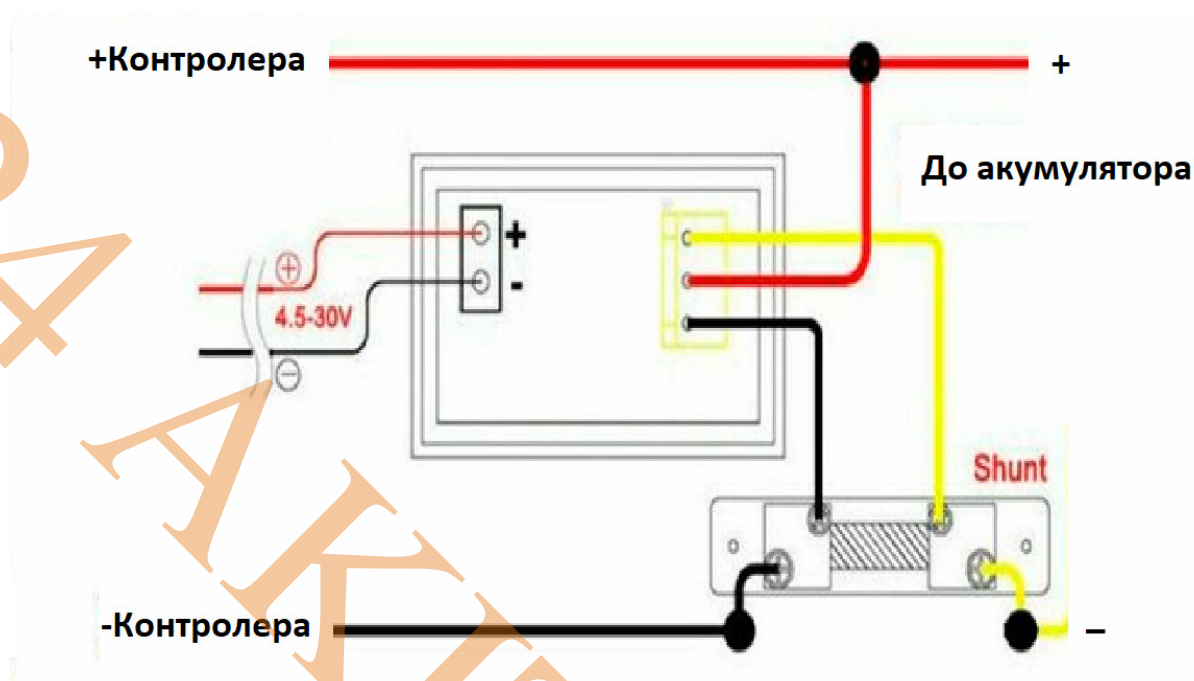 +Контролера
+
До акумулятора
+
-
4.5-30V
Shunt
-Контролера
–